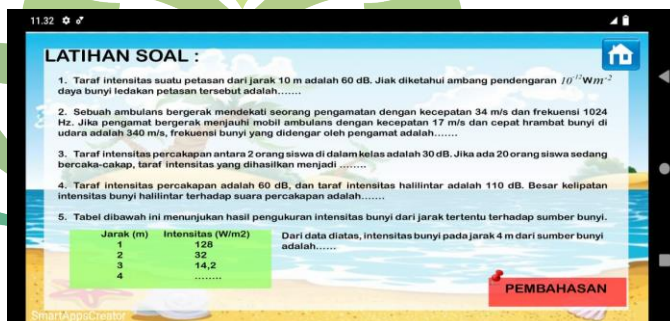 11.32
LATIHAN SOAL :
1. Taraf intensitas suatu petasan dari jarak 10 m adalah 60 dB. Jiak diketahui ambang pendengaran 10⁻¹²Wm⁻²
daya bunyi ledakan petasan tersebut adalah.......
2. Sebuah ambulans bergerak mendekati seorang pengamatan dengan kecepatan 34 m/s dan frekuensi 1024
Hz. Jika pengamat bergerak menjauhi mobil ambulans dengan kecepatan 17 m/s dan cepat hrambat bunyi di
udara adalah 340 m/s, frekuensi bunyi yang didengar oleh pengamat adalah.......
3. Taraf intensitas percakapan antara 2 orang siswa di dalam kelas adalah 30 dB. Jika ada 20 orang siswa sedang
bercaka-cakap, taraf intensitas yang dihasilkan menjadi ........
4. Taraf intensitas percakapan adalah 60 dB, dan taraf intensitas halilintar adalah 110 dB. Besar kelipatan
intensitas bunyi halilintar terhadap suara percakapan adalah.......
5. Tabel dibawah ini menunjukan hasil pengukuran intensitas bunyi dari jarak tertentu terhadap sumber bunyi.
Jarak (m) Intensitas (W/m2)
1 128
2 32
3 14,2
4 ........
Dari data diatas, intensitas bunyi pada jarak 4 m dari sumber bunyi
adalah......
PEMBAHASAN
SmartAppsCreator